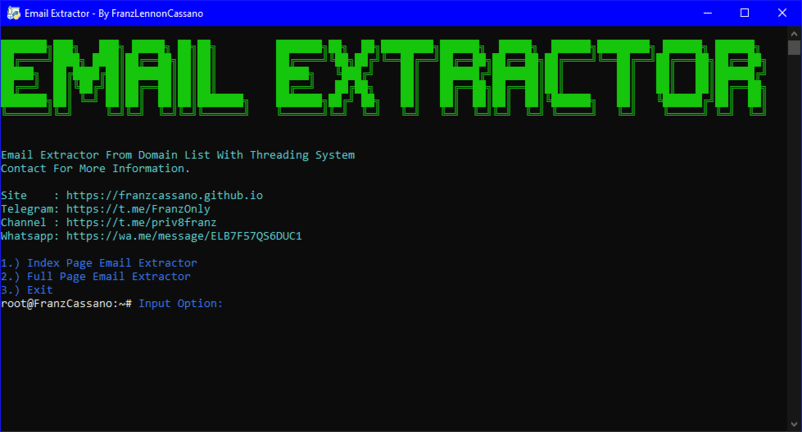 Email Extractor - By FranzLennonCassano
EMAIL EXTRACTOR
Email Extractor From Domain List With Threading System
Contact For More Information.
Site    : https://franzcassano.github.io
Telegram: https://t.me/FranzOnly
Channel : https://t.me/priv8franz
Whatsapp: https://wa.me/message/ELB7F57QS6DUC1
1.) Index Page Email Extractor
2.) Full Page Email Extractor
3.) Exit
root@FranzCassano:~# Input Option: